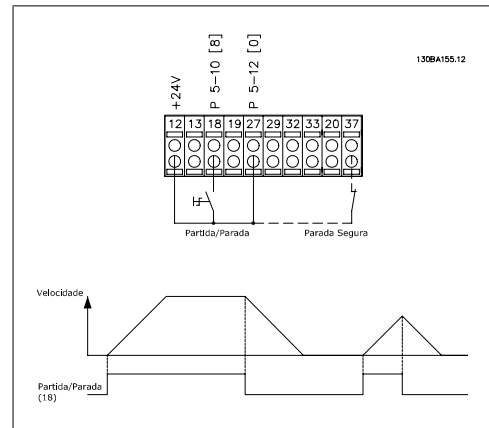 130BA155.12
+24V
P 5-10 [8]
P 5-12 [0]
12 13 18 19 27 29 32 33 20 37
Partida/Parada
Parada Segura
Velocidade
Partida/Parada
(18)